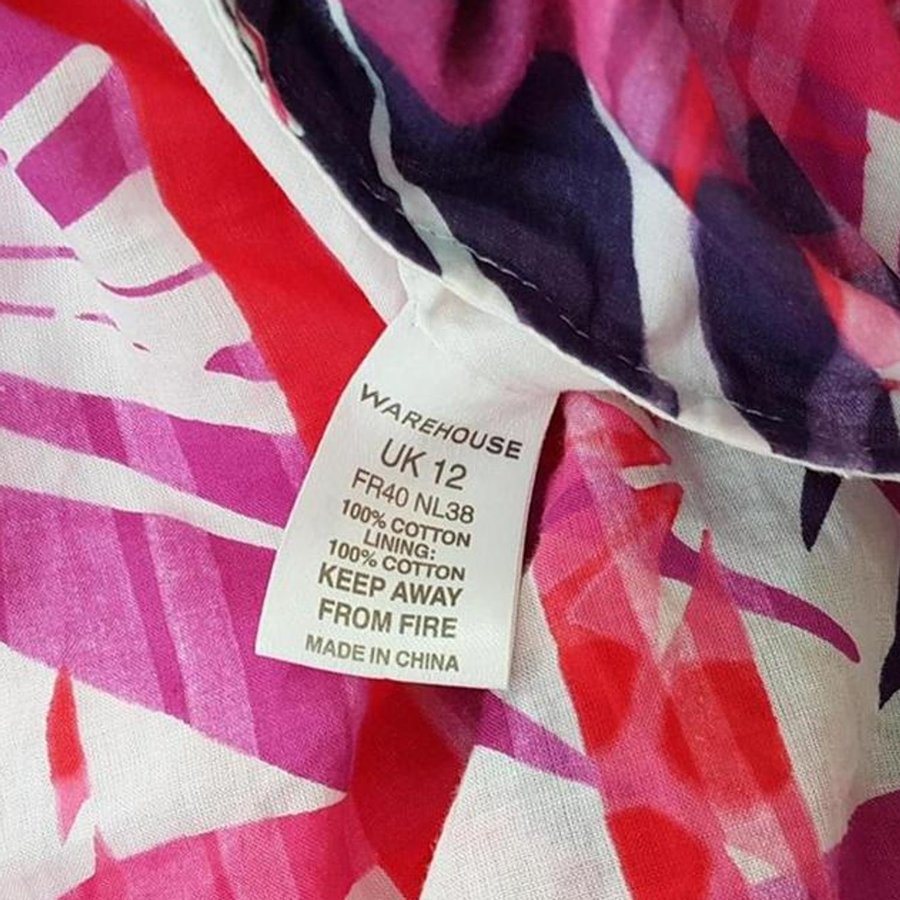 WAREHOUSE
UK 12
FR40 NL38
100% COTTON
LINING:
100% COTTON
KEEP AWAY
FROM FIRE
MADE IN CHINA